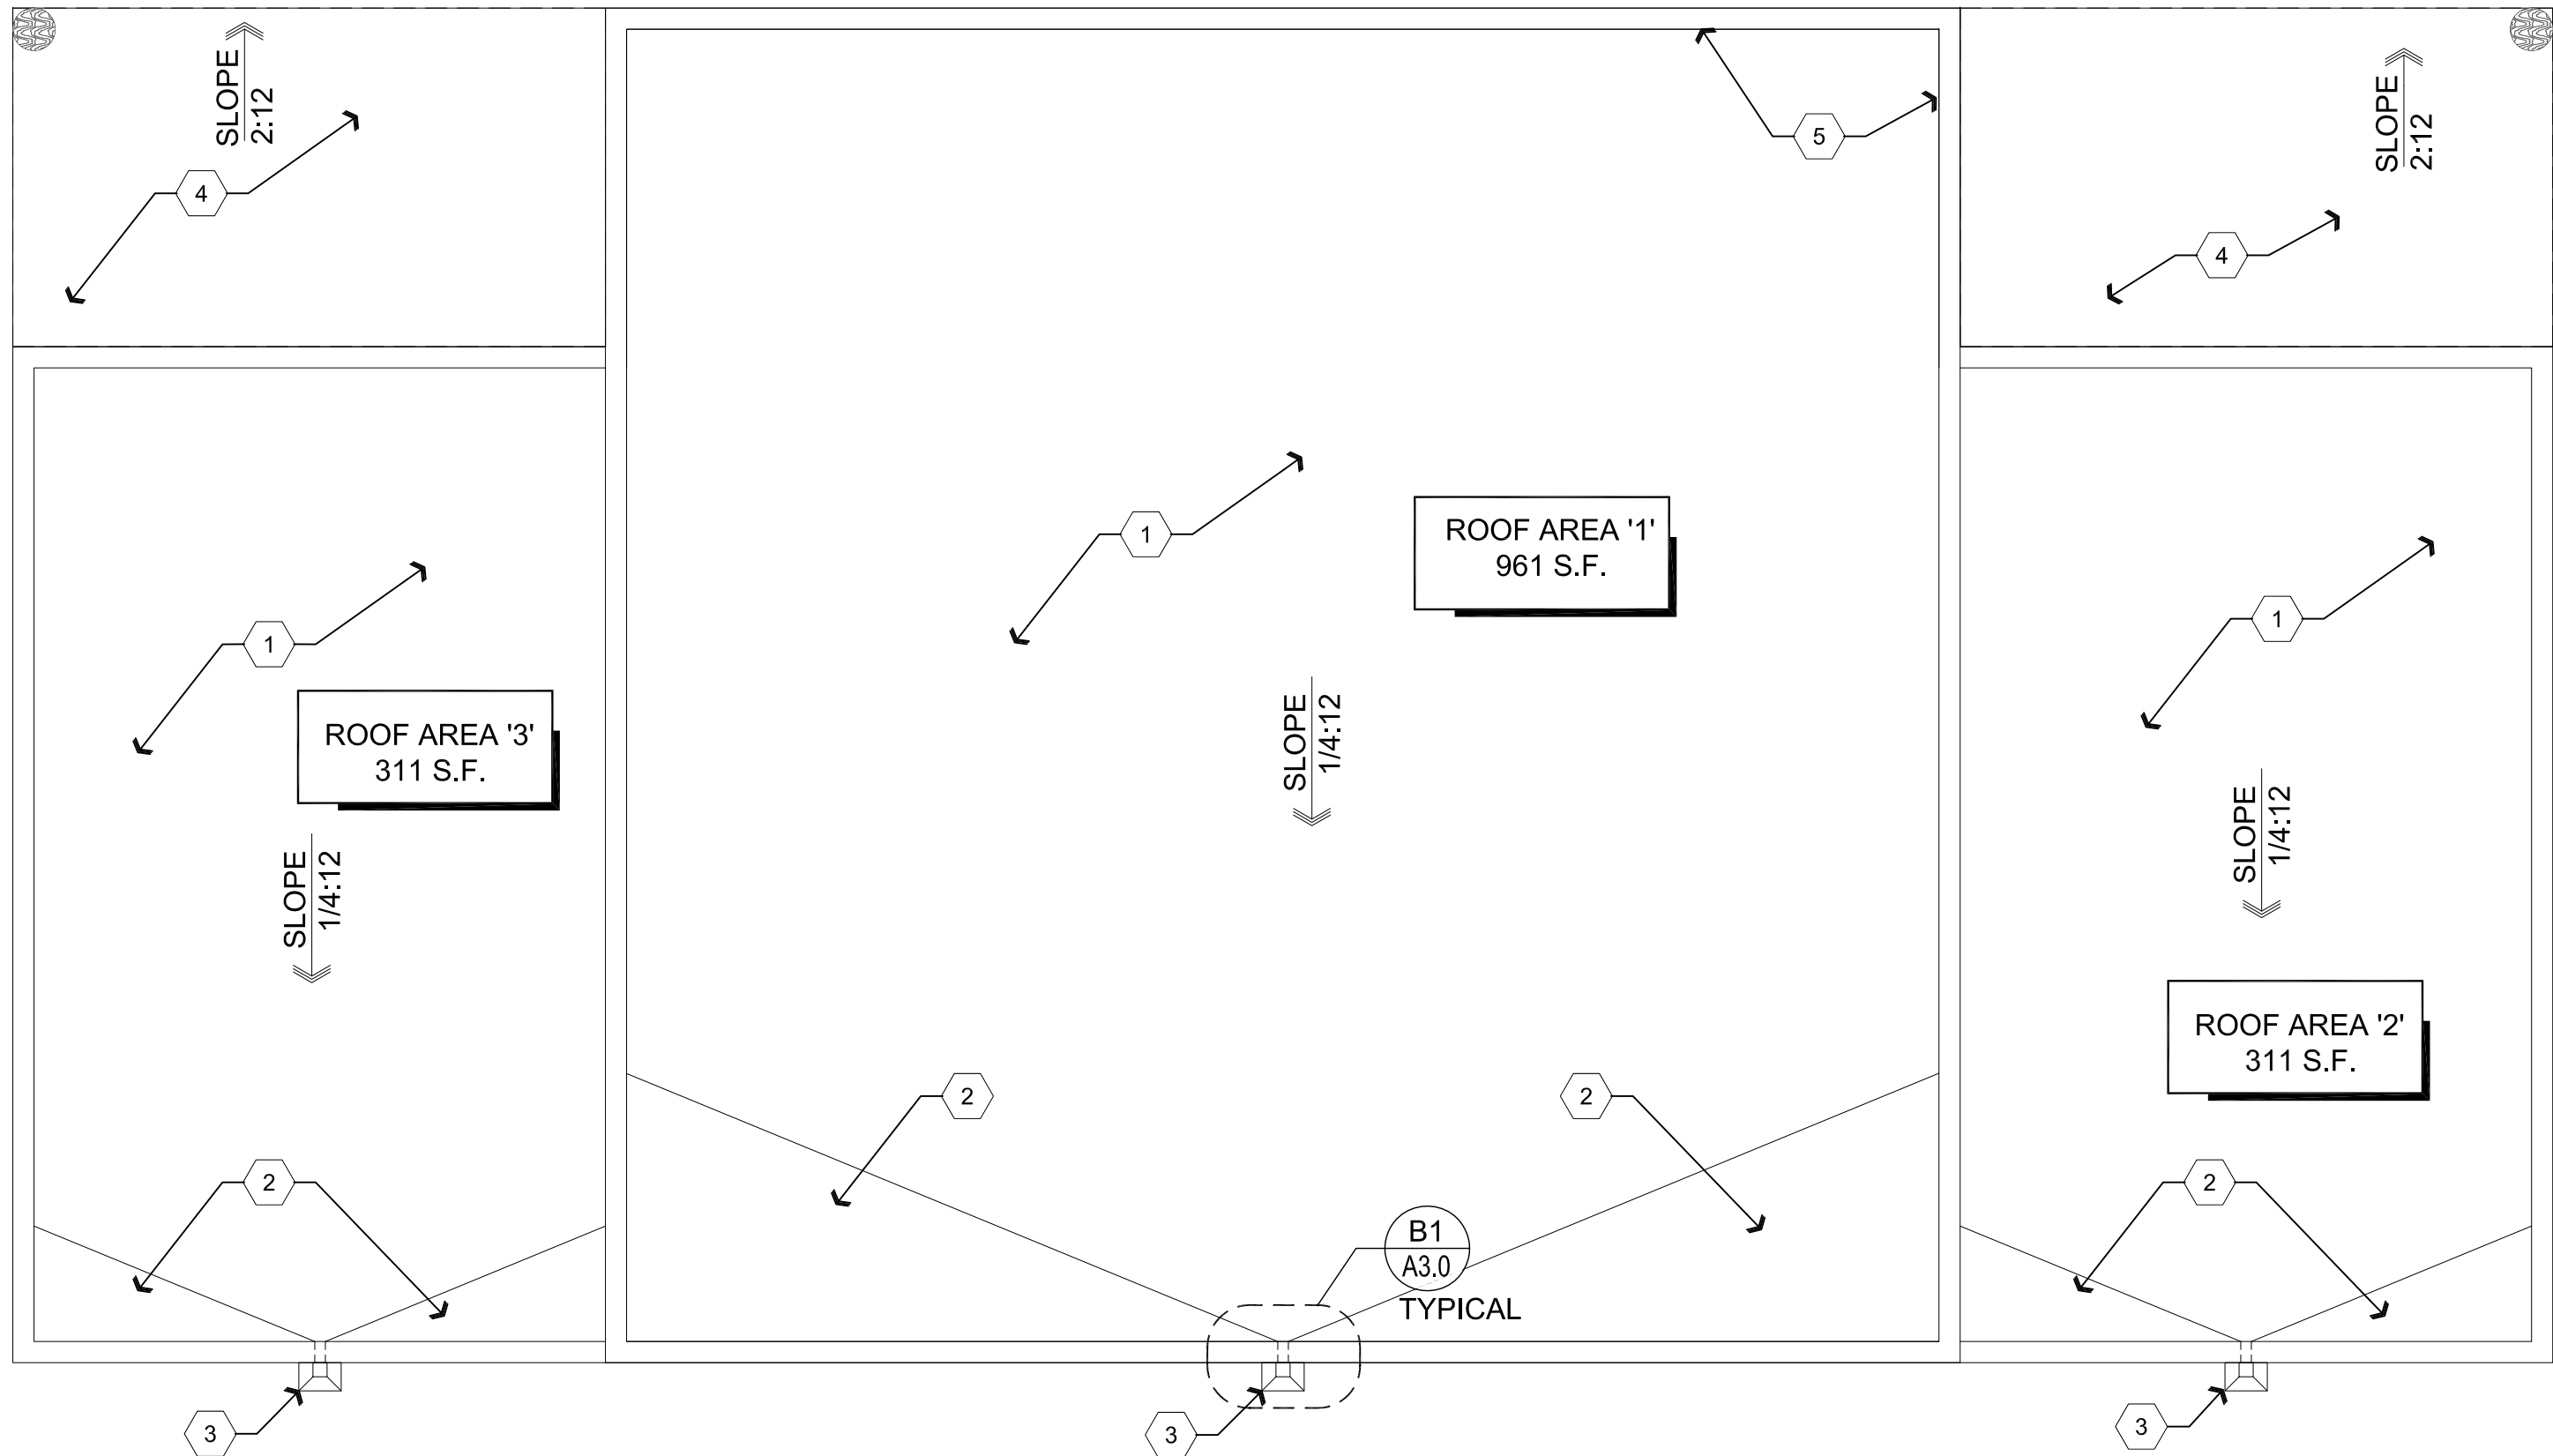 SLOPE
2:12
4
5
SLOPE
2:12
4
1
ROOF AREA '1'
961 S.F.
1
1
ROOF AREA '3'
311 S.F.
SLOPE
1/4:12
SLOPE
1/4:12
SLOPE
1/4:12
ROOF AREA '2'
311 S.F.
2
2
2
2
B1
A3.0
TYPICAL
3
3
3